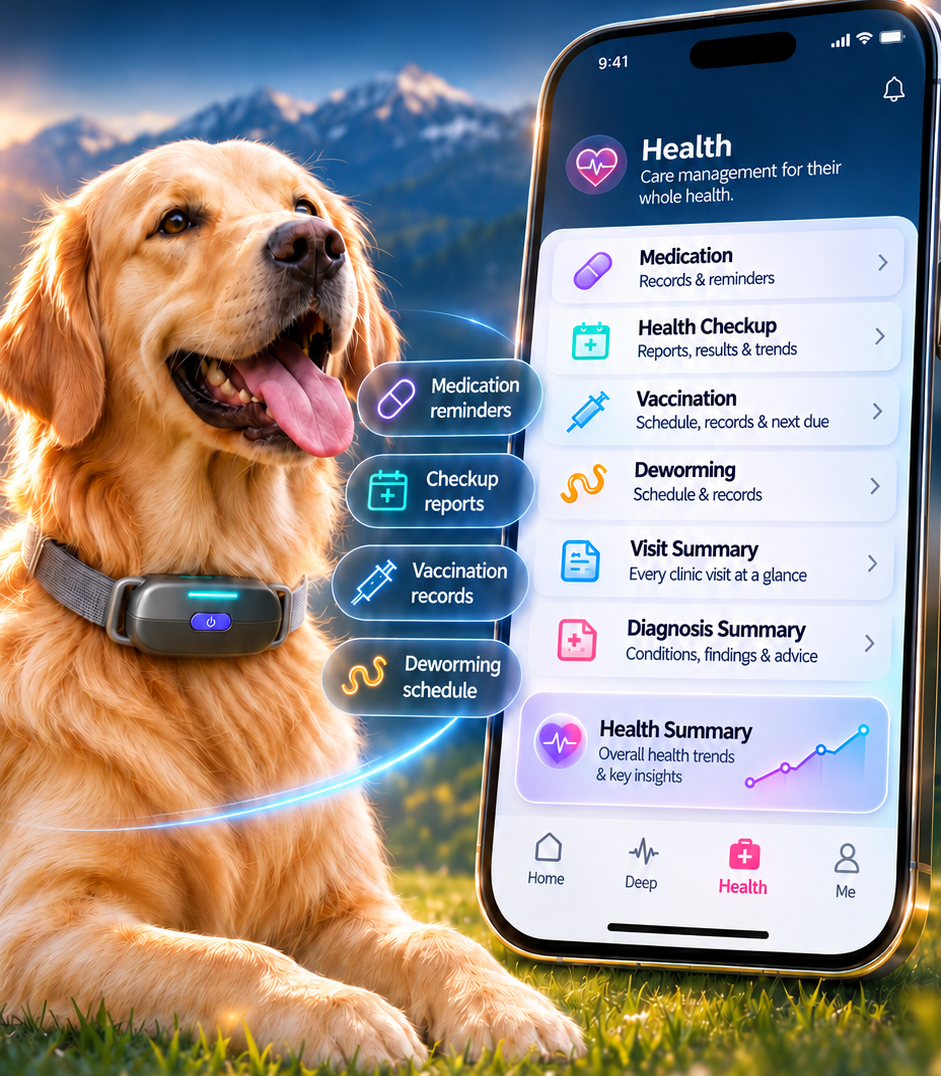 9:41
Health
Care management for their
whole health.
Medication
Records & reminders
Health Checkup
Reports, results & trends
Vaccination
Schedule, records & next due
Deworming
Schedule & records
Visit Summary
Every clinic visit at a glance
Diagnosis Summary
Conditions, findings & advice
Health Summary
Overall health trends
& key insights
Home
Deep
Health
Me
Medication
reminders
Checkup
reports
Vaccination
records
Deworming
schedule